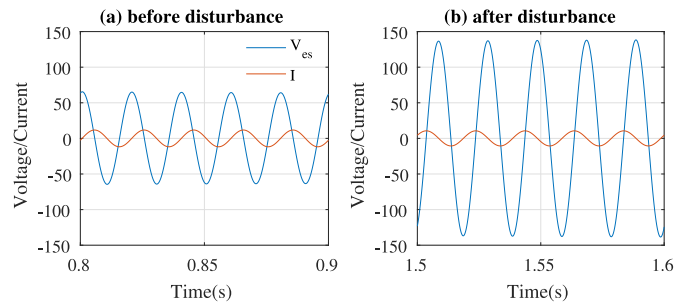 (a) before disturbance
150
100
50
0
-50
-100
-150
Voltage/Current
V_es
I
0.8
0.85
0.9
Time(s)
(b) after disturbance
150
100
50
0
-50
-100
-150
Voltage/Current
1.5
1.55
1.6
Time(s)